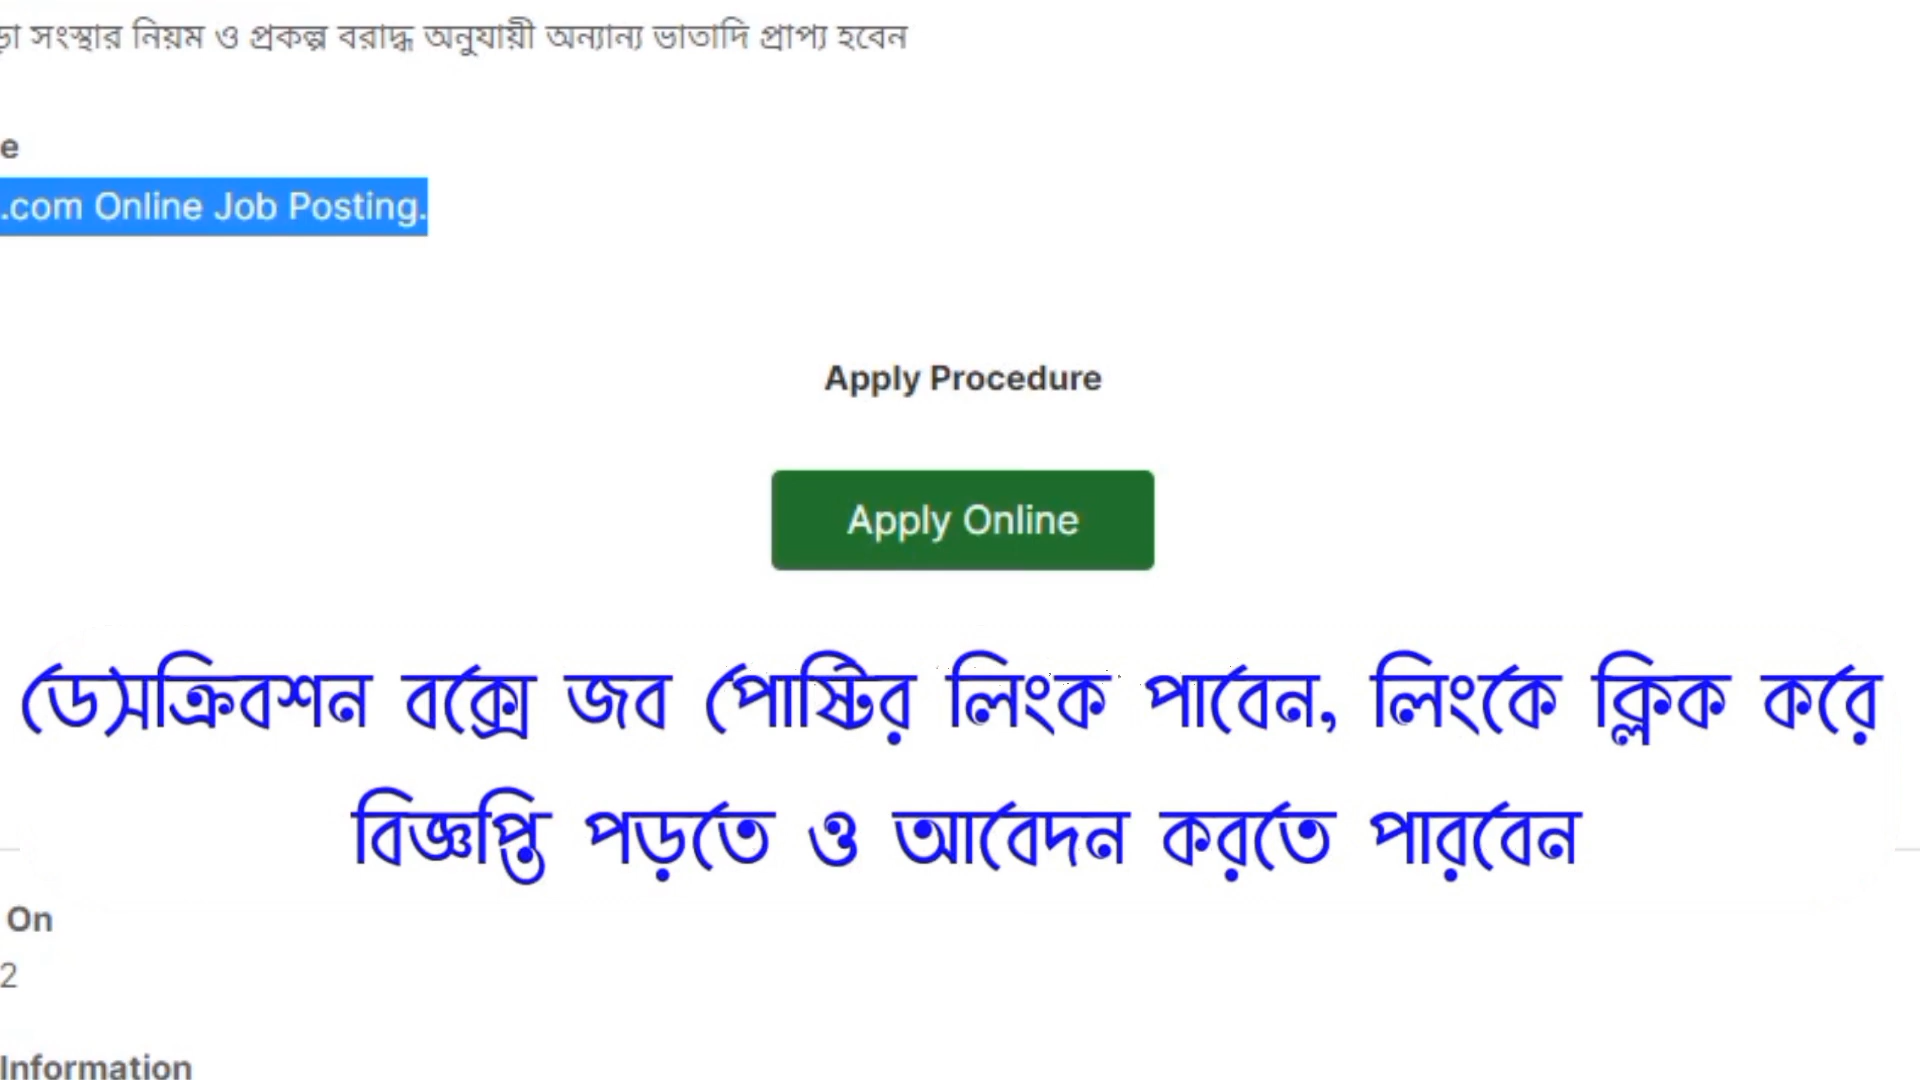 সংস্থার নিয়ম ও প্রকল্প বরাদ্ধ অনুযায়ী অন্যান্য ভাতাদি প্রাপ্য হবেন
e
.com Online Job Posting.
Apply Procedure
Apply Online
ডেসক্রিবশন বক্সে জব পোষ্টির লিংক পাবেন, লিংকে ক্লিক করে
বিজ্ঞপ্তি পড়তে ও আবেদন করতে পারবেন
On
2
Information